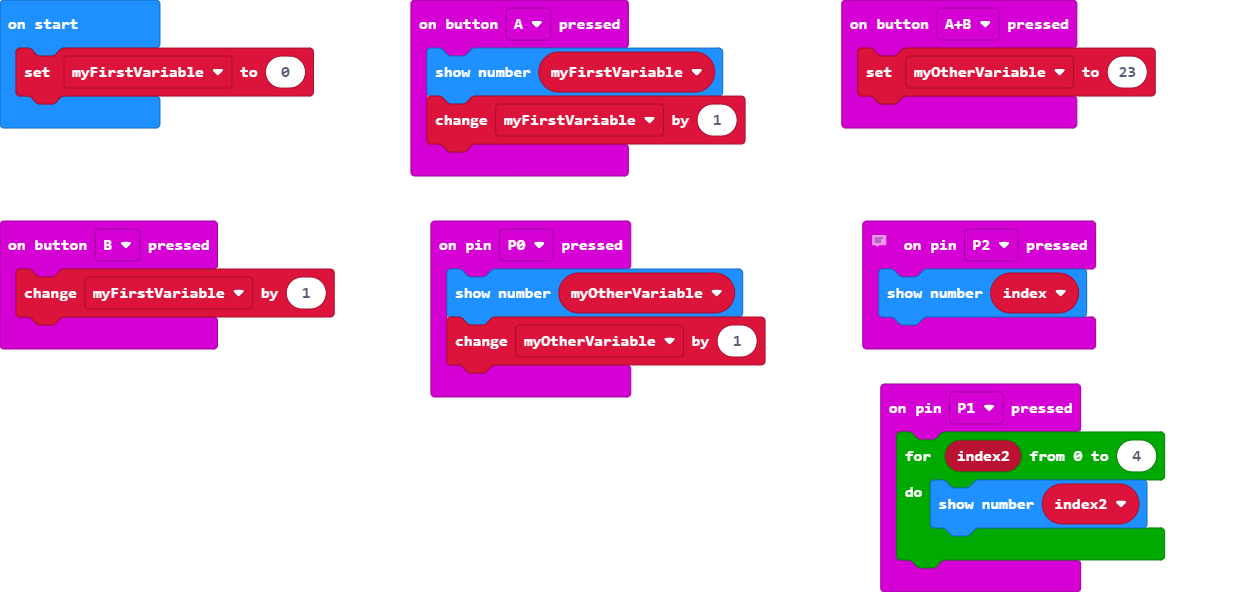 on start
set myFirstVariable to 0
on button A pressed
show number myFirstVariable
change myFirstVariable by 1
on button A+B pressed
set myOtherVariable to 23
on button B pressed
change myFirstVariable by 1
on pin P0 pressed
show number myOtherVariable
change myOtherVariable by 1
on pin P2 pressed
show number index
on pin P1 pressed
for index2 from 0 to 4
do show number index2